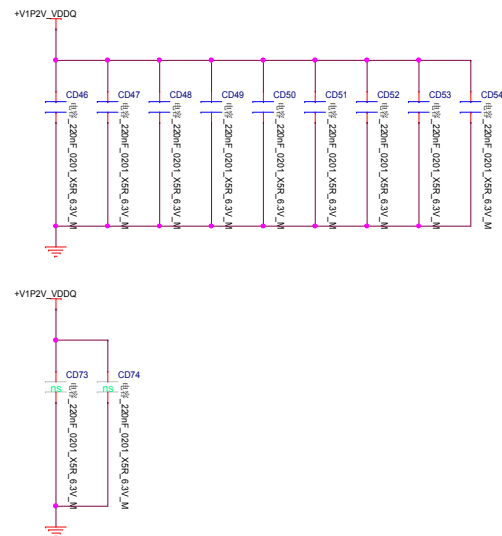 +V1P2V_VDDQ
CD46
CD47
CD48
CD49
CD50
CD51
CD52
CD53
CD54
电容_220nF_0201_X5R_6.3V_M
电容_220nF_0201_X5R_6.3V_M
电容_220nF_0201_X5R_6.3V_M
电容_220nF_0201_X5R_6.3V_M
电容_220nF_0201_X5R_6.3V_M
电容_220nF_0201_X5R_6.3V_M
电容_220nF_0201_X5R_6.3V_M
电容_220nF_0201_X5R_6.3V_M
电容_220nF_0201_X5R_6.3V_M
+V1P2V_VDDQ
CD73
CD74
ns
ns
电容_220nF_0201_X5R_6.3V_M
电容_220nF_0201_X5R_6.3V_M